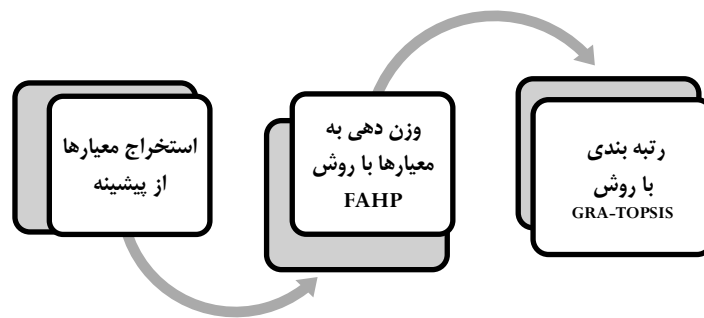 استخراج معیارها
از پیشینه
وزن دهی به
معیارها با روش
FAHP
رتبه بندی
با روش
GRA-TOPSIS